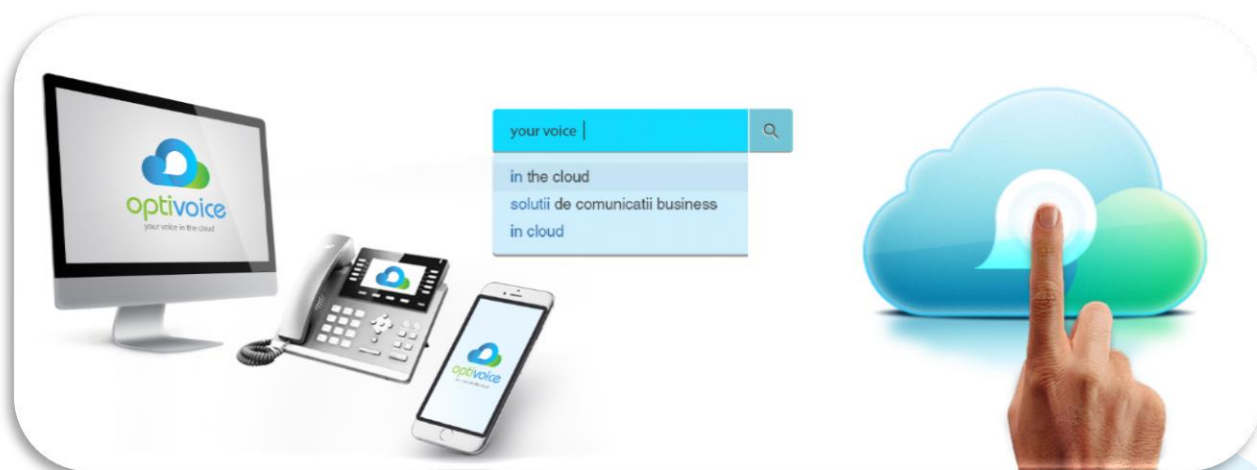 optivoice
your voice in the cloud
your voice
in the cloud
solutii de comunicatii business
in cloud
optivoice